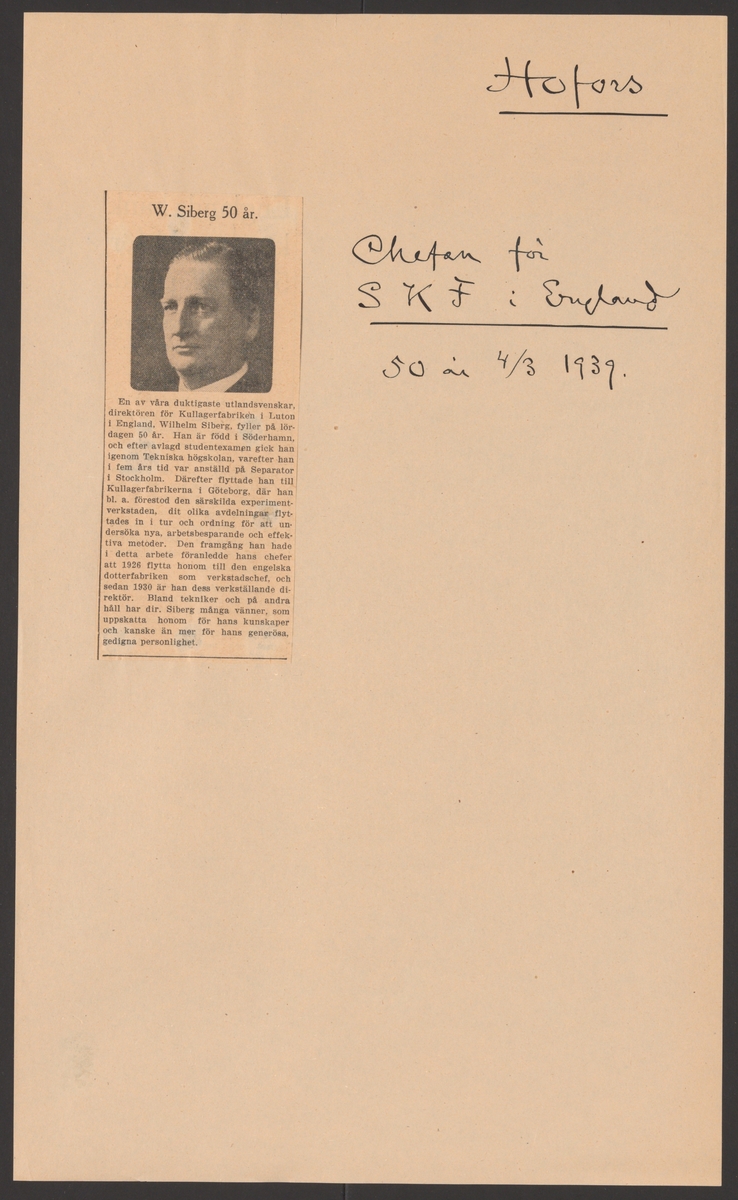 Hofors
W. Siberg 50 år.
Chefen för
S K F i England
50 år 4/3 1939.
En av våra duktigaste utlandsvenskar,
direktören för Kullagerfabriken i Luton
i England, Wilhelm Siberg, fyller på lör-
dagen 50 år. Han är född i Söderhamn,
och efter avlagd studentexamen gick han
igenom Tekniska högskolan, varefter han
i fem års tid var anställd på Separator
i Stockholm. Därefter flyttade han till
Kullagerfabrikerna i Göteborg, där han
bl. a. förestod den särskilda experiment-
verkstaden, dit olika avdelningar flyt-
tades in i tur och ordning för att un-
dersöka nya, arbetsbesparande och effek-
tiva metoder. Den framgång han hade
i detta arbete föranledde hans chefer
att 1926 flytta honom till den engelska
dotterfabriken som verkstadschef, och
sedan 1930 är han dess verkställande di-
rektör. Bland tekniker och på andra
håll har dir. Siberg många vänner, som
uppskatta honom för hans kunskaper
och kanske än mer för hans generösa,
gedigna personlighet.